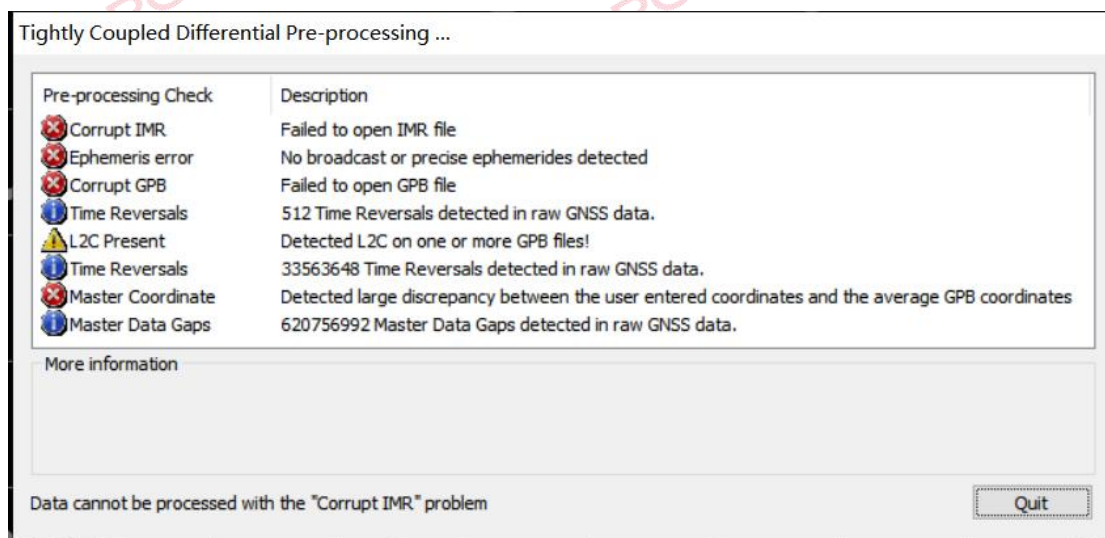 Tightly Coupled Differential Pre-processing ...
Pre-processing Check Description
Corrupt IMR Failed to open IMR file
Ephemeris error No broadcast or precise ephemerides detected
Corrupt GPB Failed to open GPB file
Time Reversals 512 Time Reversals detected in raw GNSS data.
L2C Present Detected L2C on one or more GPB files!
Time Reversals 33563648 Time Reversals detected in raw GNSS data.
Master Coordinate Detected large discrepancy between the user entered coordinates and the average GPB coordinates
Master Data Gaps 620756992 Master Data Gaps detected in raw GNSS data.
More information
Data cannot be processed with the "Corrupt IMR" problem Quit